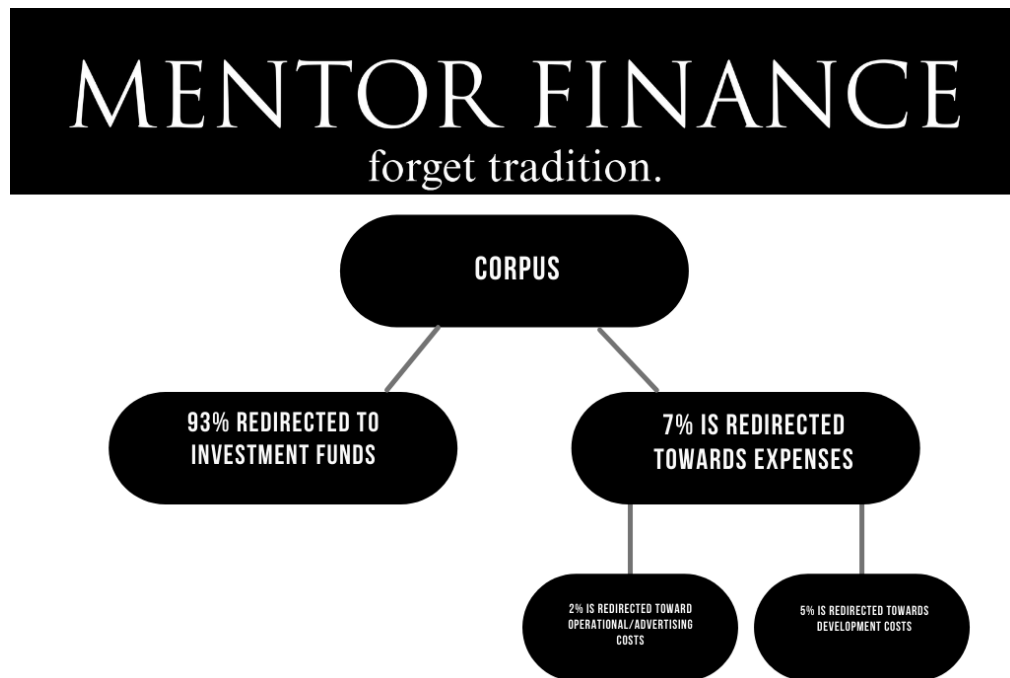 MENTOR FINANCE
forget tradition.
CORPUS
93% REDIRECTED TO
INVESTMENT FUNDS
7% IS REDIRECTED
TOWARDS EXPENSES
2% IS REDIRECTED TOWARD
OPERATIONAL/ADVERTISING
COSTS
5% IS REDIRECTED TOWARDS
DEVELOPMENT COSTS